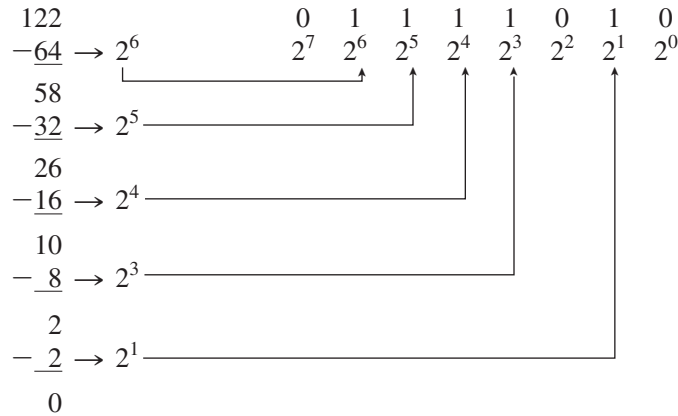 122 0 1 1 1 1 0 1 0
−64 → 2⁶ 2⁷ 2⁶ 2⁵ 2⁴ 2³ 2² 2¹ 2⁰
58
−32 → 2⁵
26
−16 → 2⁴
10
− 8 → 2³
2
− 2 → 2¹
0